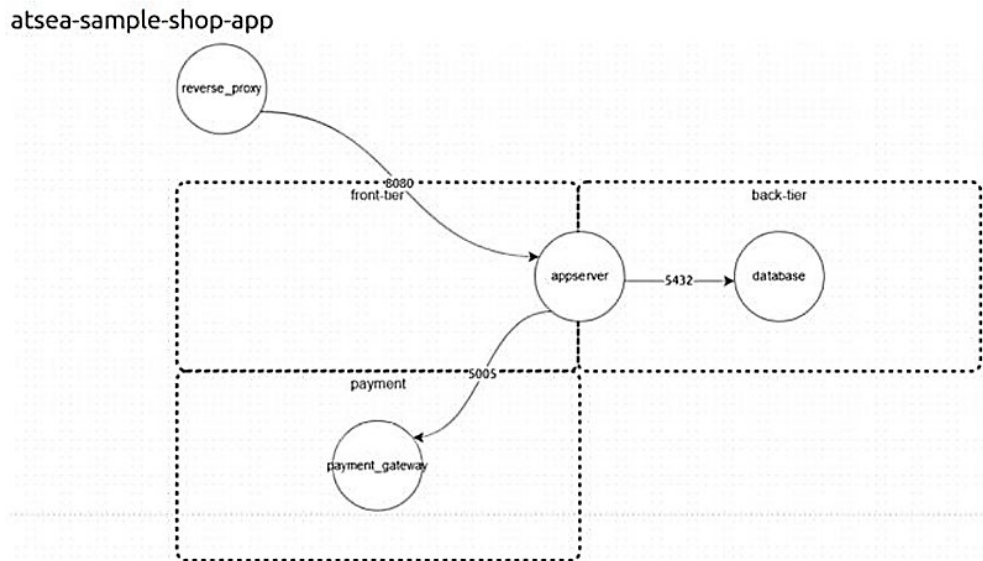 atsea-sample-shop-app
reverse_proxy
8080
front-tier
back-tier
appserver
5432
database
5005
payment
payment_gateway